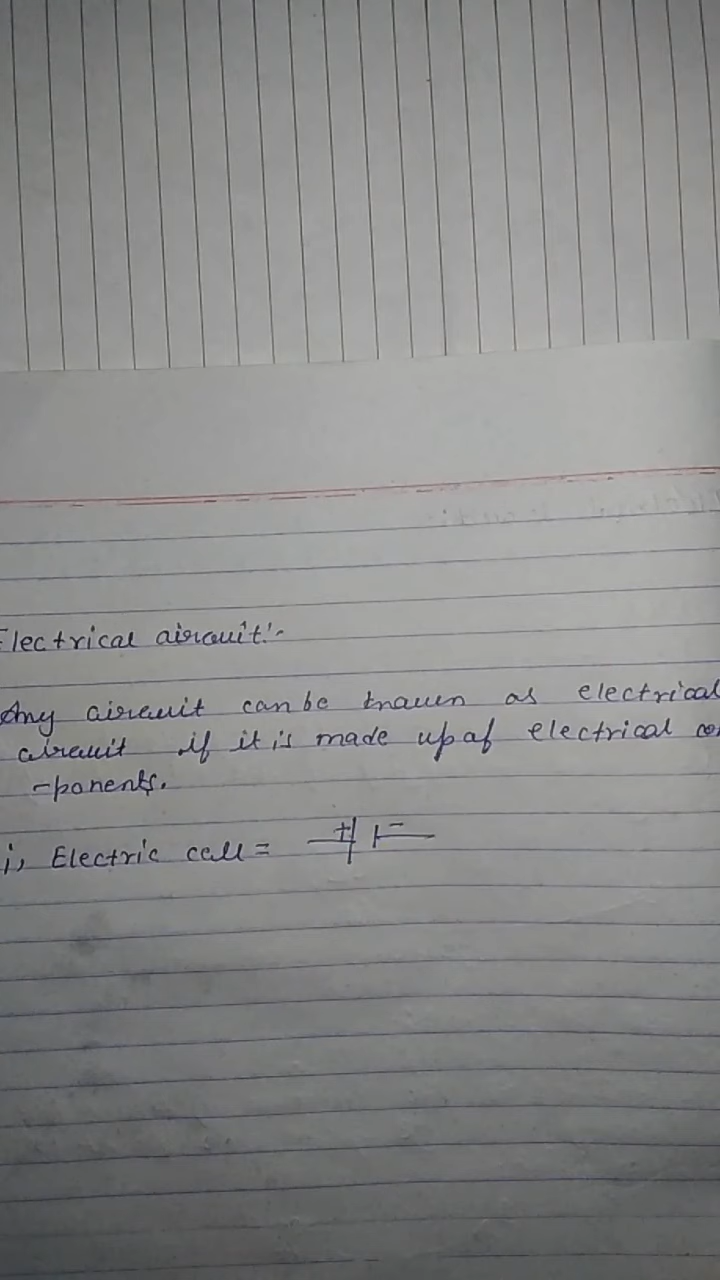 Electrical circuit:-
Any circuit can be known as electrical
circuit if it is made up of electrical com
-ponents.
i, Electric cell = +| |-